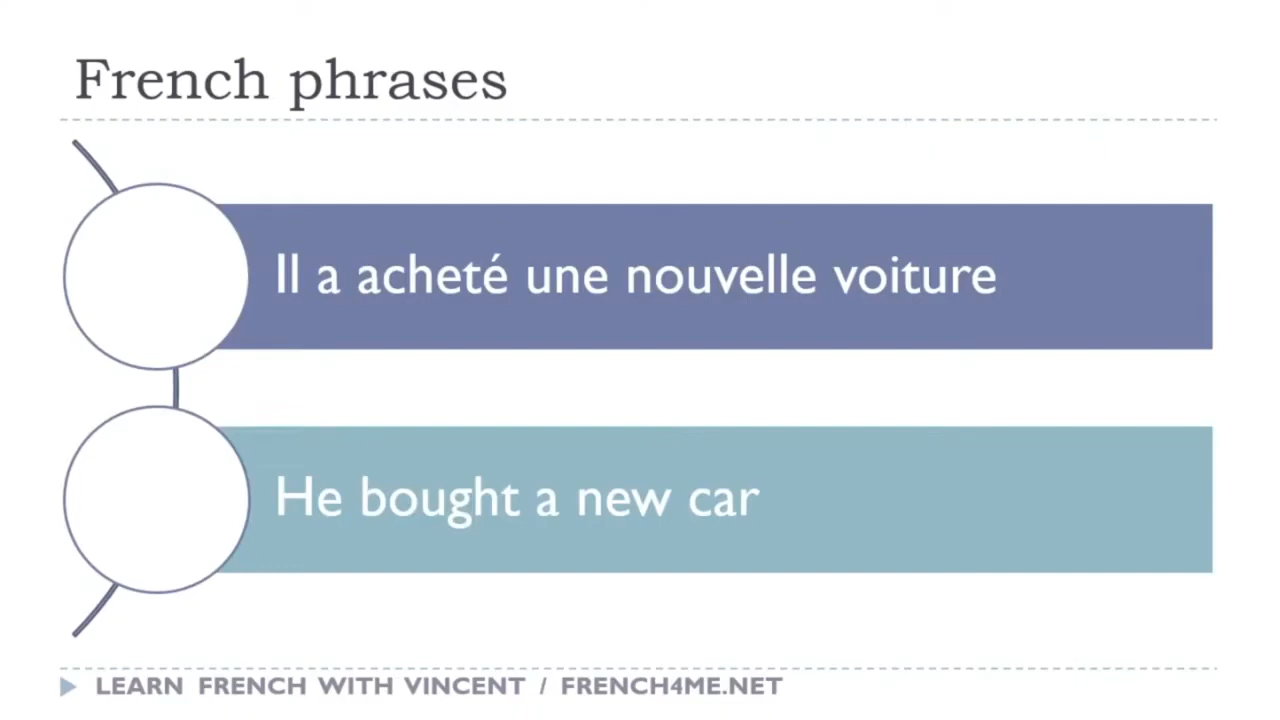 French phrases
Il a acheté une nouvelle voiture
He bought a new car
LEARN FRENCH WITH VINCENT / FRENCH4ME.NET